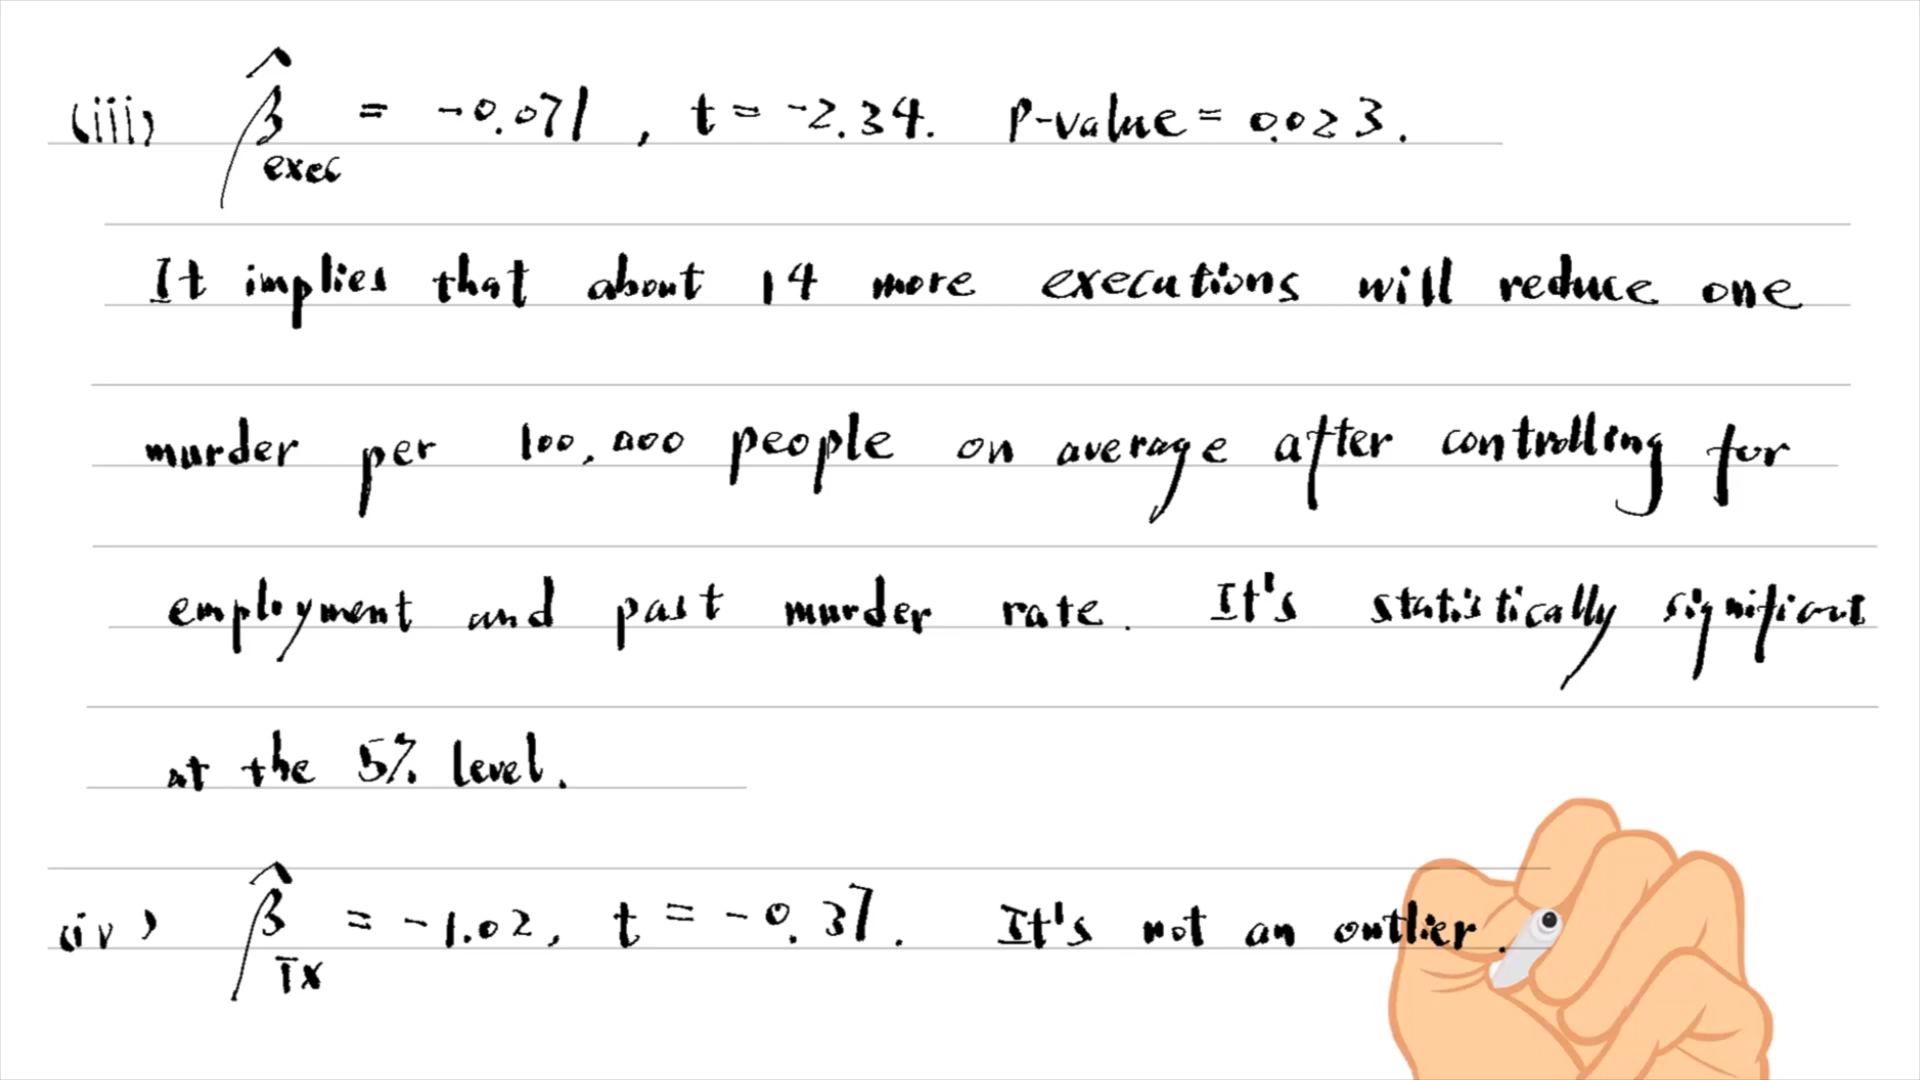 (iii) β̂exec = -0.071, t = -2.34. P-value = 0.023.
It implies that about 14 more executions will reduce one
murder per 100,000 people on average after controlling for
employment and past murder rate. It's statistically significant
at the 5% level.
(iv) β̂TX = -1.02, t = -0.37. It's not an outlier.